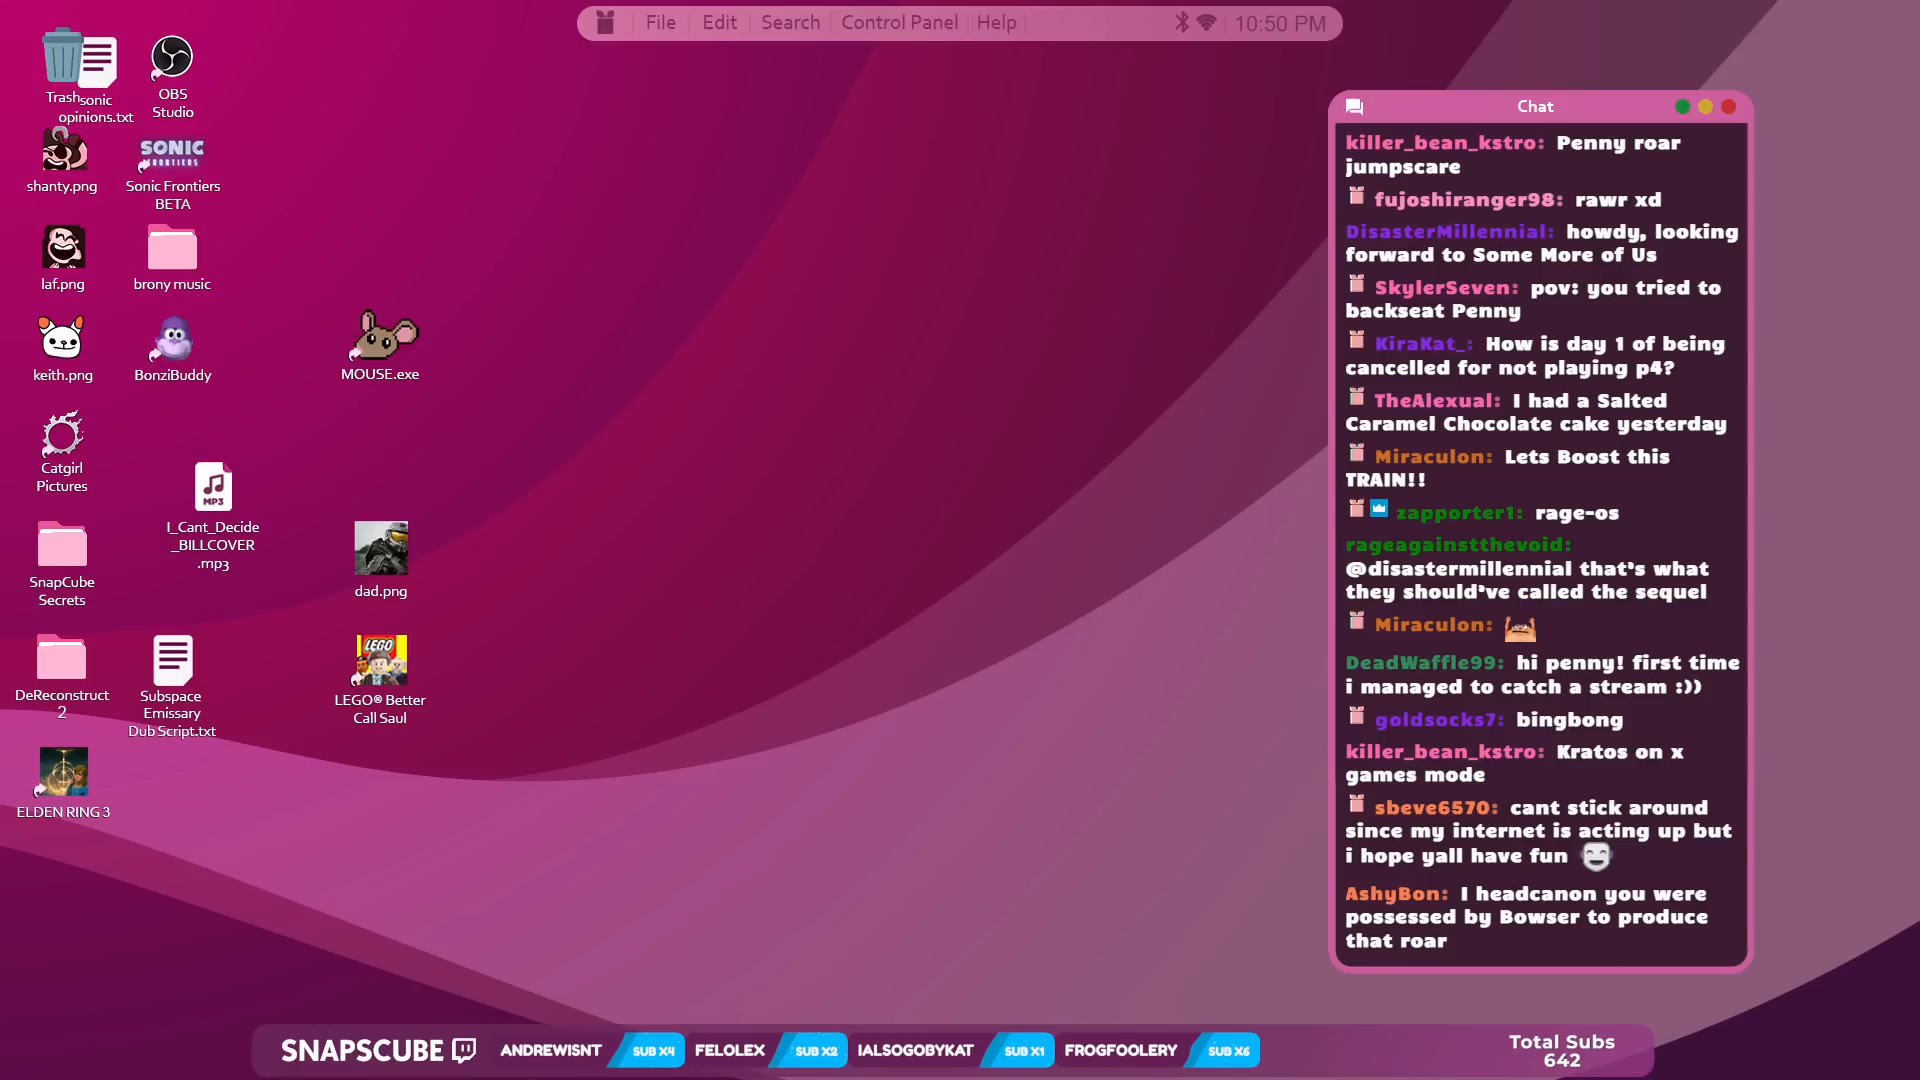 File Edit Search Control Panel Help 10:50 PM
Trash
sonic
opinions.txt
OBS
Studio
shanty.png
SONIC
FRONTIERS
Sonic Frontiers
BETA
laf.png
brony music
keith.png
BonziBuddy
MOUSE.exe
Catgirl
Pictures
MP3
I_Cant_Decide
_BILLCOVER
.mp3
SnapCube
Secrets
dad.png
DeReconstruct
2
Subspace
Emissary
Dub Script.txt
LEGO
LEGO® Better
Call Saul
ELDEN RING 3
Chat
killer_bean_kstro: Penny roar
jumpscare
fujoshiranger98: rawr xd
DisasterMillennial: howdy, looking
forward to Some More of Us
SkylerSeven: pov: you tried to
backseat Penny
KiraKat_: How is day 1 of being
cancelled for not playing p4?
TheAlexual: I had a Salted
Caramel Chocolate cake yesterday
Miraculon: Lets Boost this
TRAIN!!
zapporter1: rage-os
rageagainstthevoid:
@disastermillennial that's what
they should've called the sequel
Miraculon:
DeadWaffle99: hi penny! first time
i managed to catch a stream :))
goldsocks7: bingbong
killer_bean_kstro: Kratos on x
games mode
sbeve6570: cant stick around
since my internet is acting up but
i hope yall have fun
AshyBon: I headcanon you were
possessed by Bowser to produce
that roar
SNAPSCUBE ANDREWISNT SUB X4 FELOLEX SUB X2 IALSOGOBYKAT SUB X1 FROGFOOLERY SUB X6
Total Subs
642